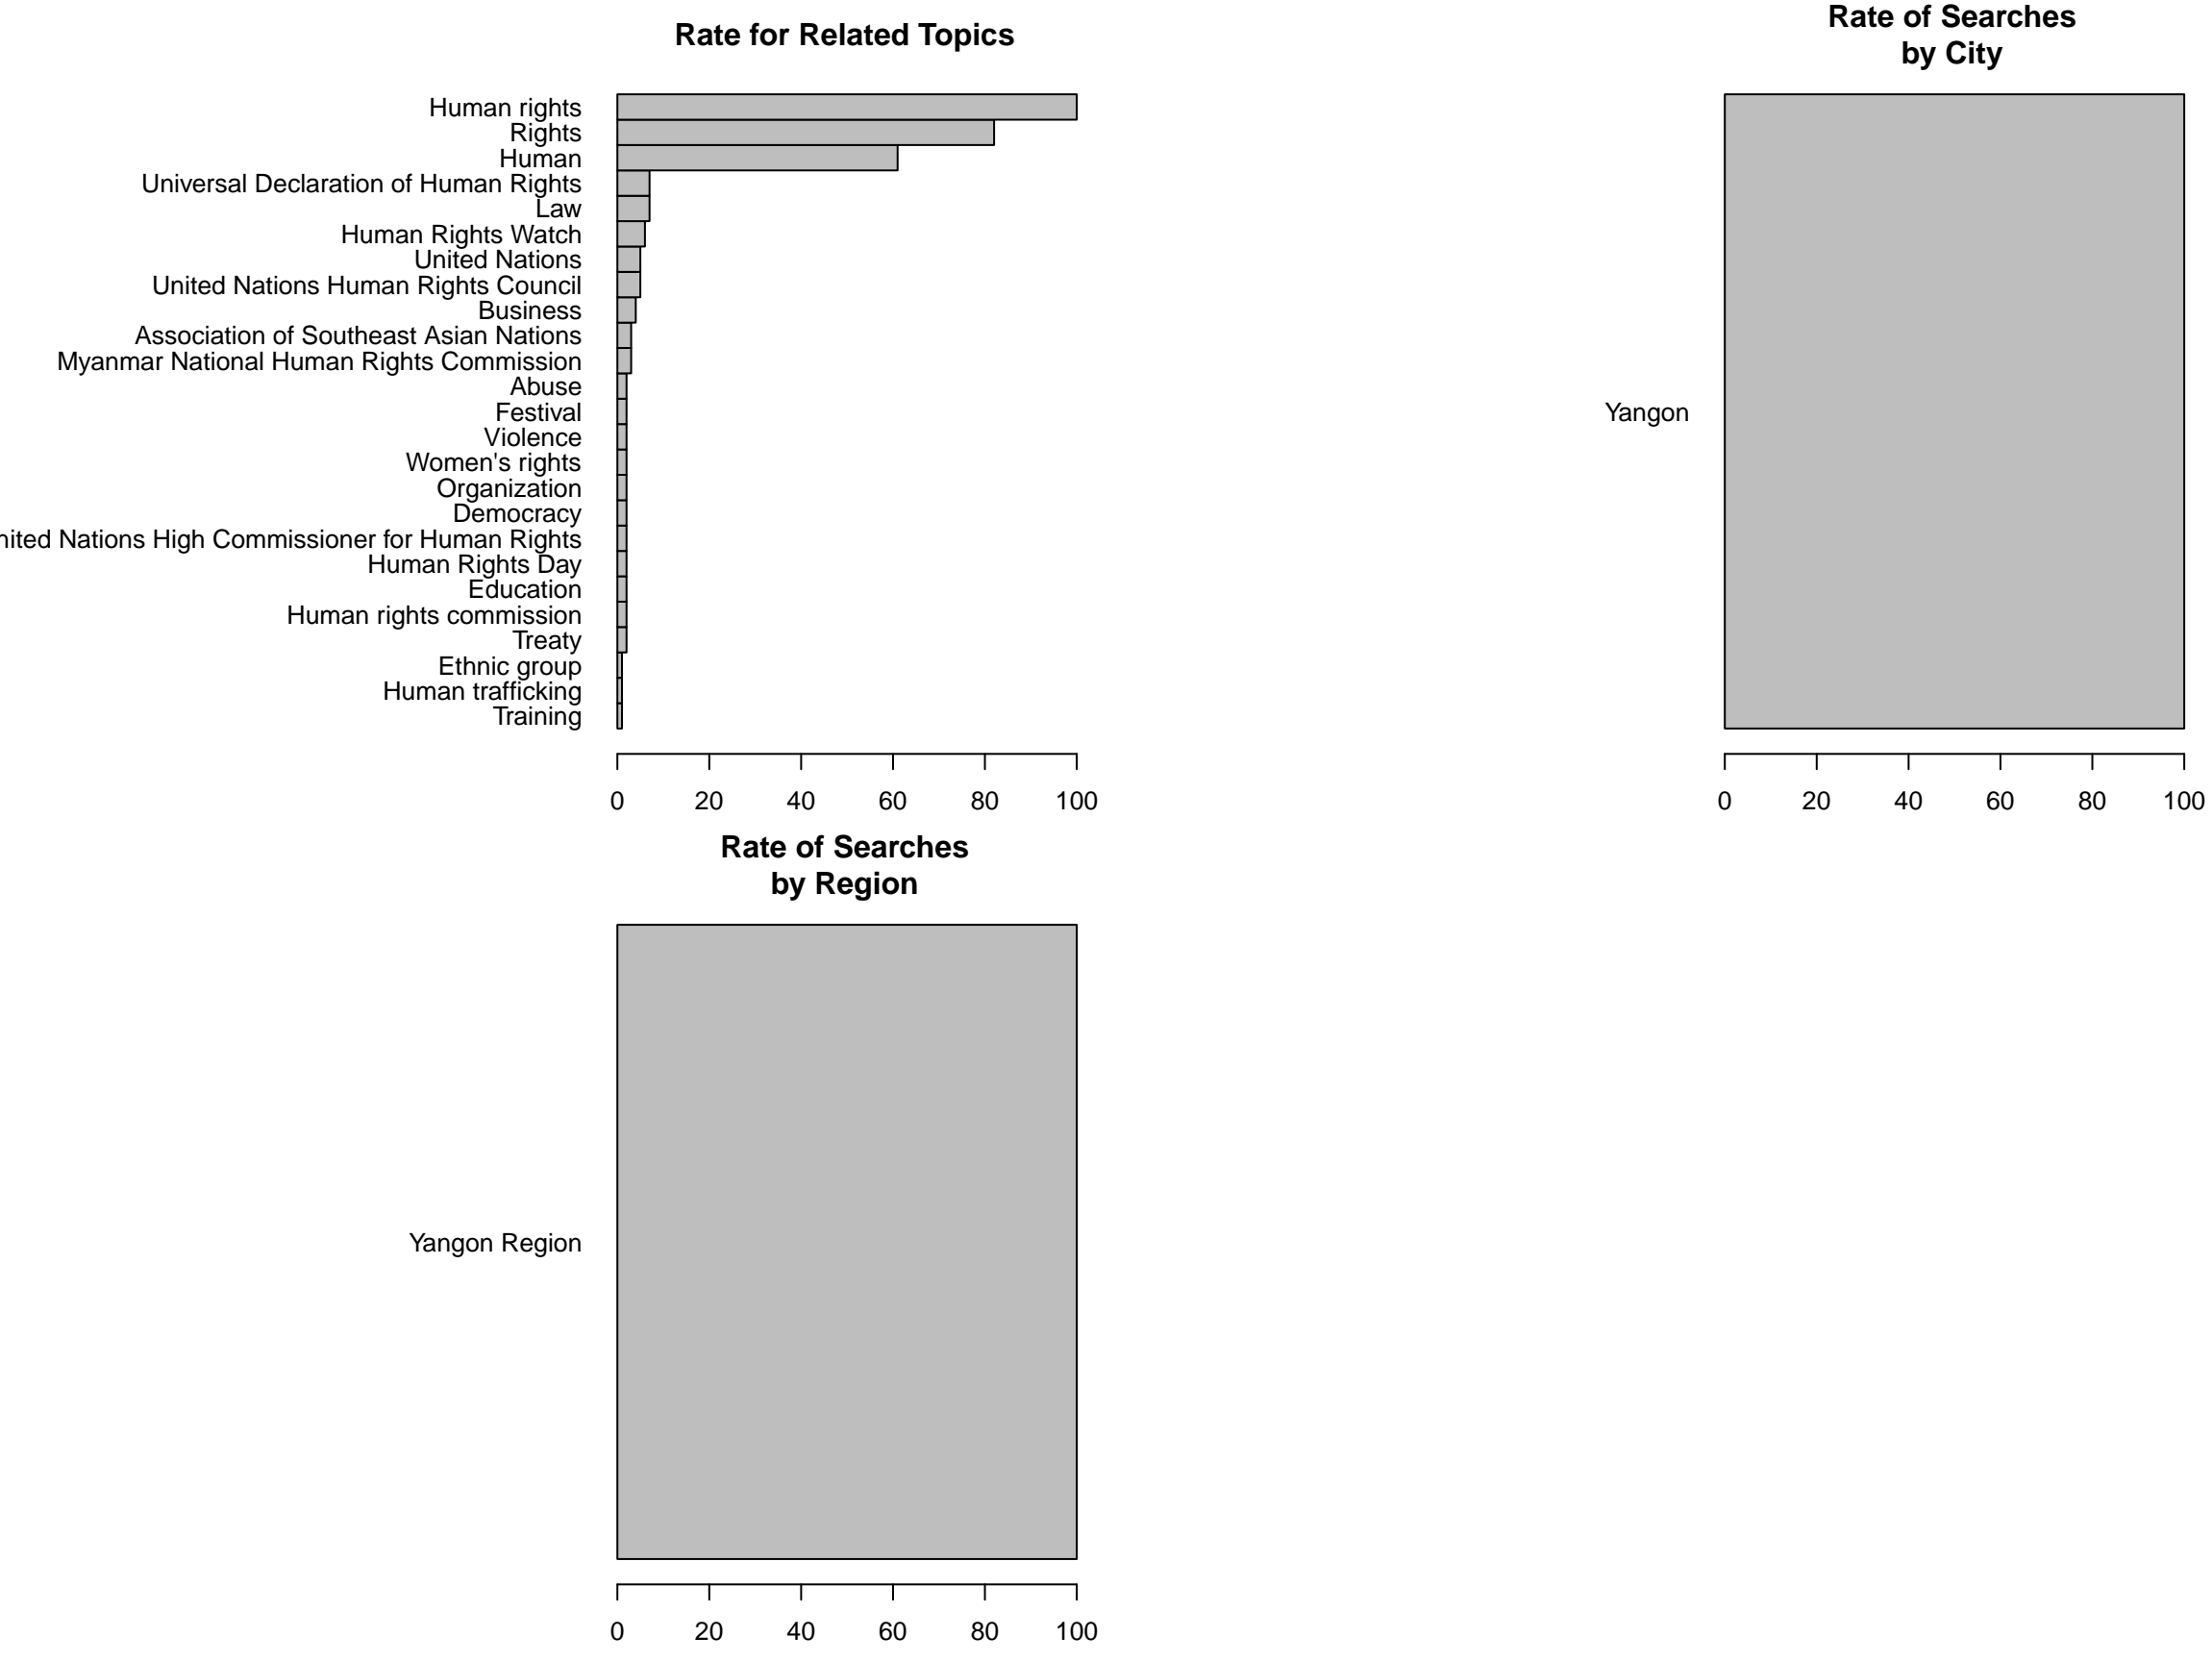 Rate for Related Topics
Human rights
Rights
Human
Universal Declaration of Human Rights
Law
Human Rights Watch
United Nations
United Nations Human Rights Council
Business
Association of Southeast Asian Nations
Myanmar National Human Rights Commission
Abuse
Festival
Violence
Women's rights
Organization
Democracy
nited Nations High Commissioner for Human Rights
Human Rights Day
Education
Human rights commission
Treaty
Ethnic group
Human trafficking
Training
0 20 40 60 80 100
Rate of Searches
by City
Yangon
0 20 40 60 80 100
Rate of Searches
by Region
Yangon Region
0 20 40 60 80 100